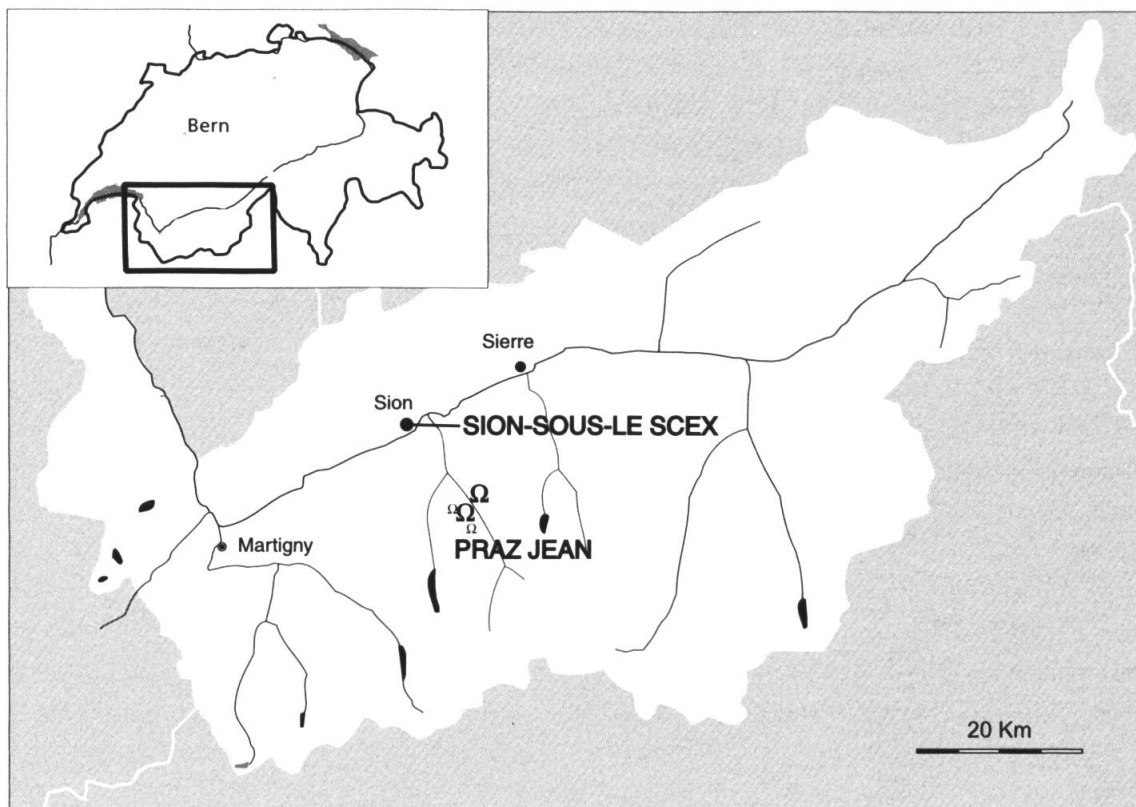 Bern
Sierre
Sion
SION-SOUS-LE SCEX
Ω
Ω Ω
Ω
PRAZ JEAN
Martigny
20 Km